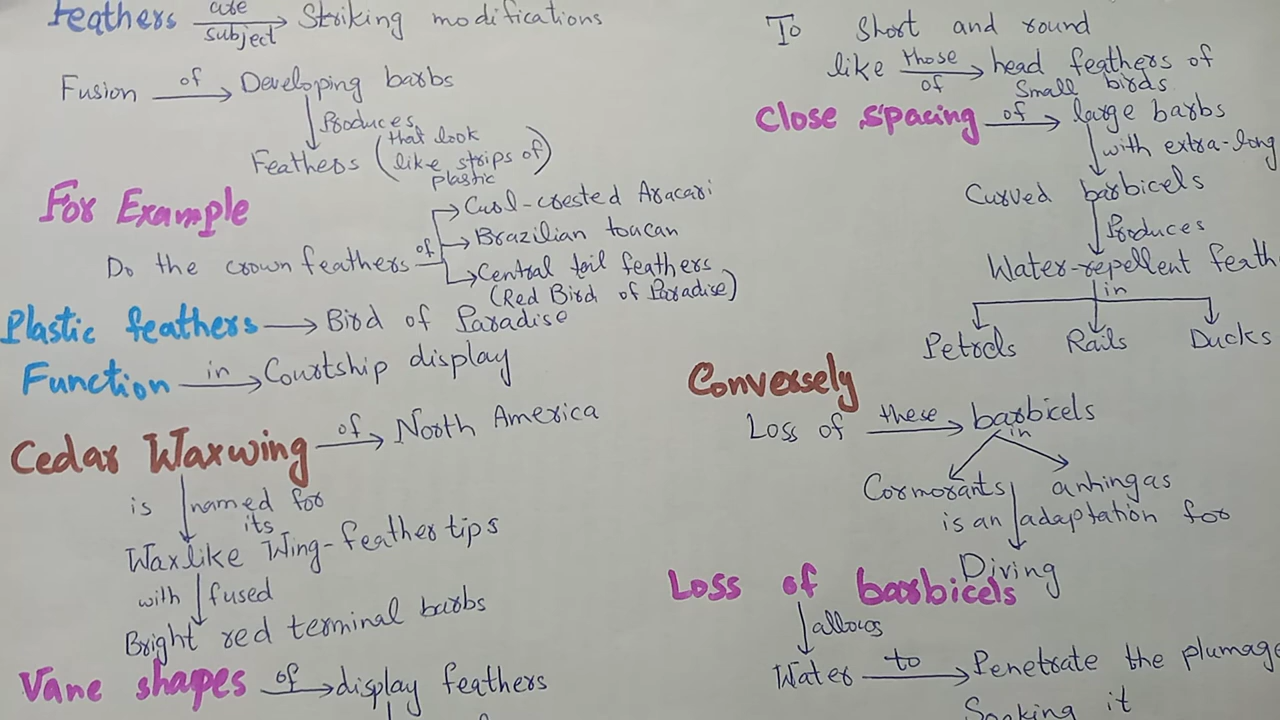 Feathers are subject → Striking modifications
Fusion of → Developing barbs
Produces
Feathers (that look like strips of plastic)
For Example
Do the crown feathers of → Curl-crested Aracari
→ Brazilian toucan
→ Central tail feathers
(Red Bird of Paradise)
Plastic feathers → Bird of Paradise
Function in → Courtship display
Cedar Waxwing of → North America
is named for
its
Waxlike Wing-feather tips
with fused
Bright red terminal barbs
Vane shapes of → display feathers
To Short and round
like those of → head feathers of
Small birds
Close spacing of → large barbs
with extra-long
Curved barbicels
Produces
Water-repellent feath
in
Petrels Rails Ducks
Conversely
Loss of these → barbicels
in
Cormorants anhingas
is an adaptation for
Diving
Loss of barbicels
allows
Water to → Penetrate the plumage
Soaking it